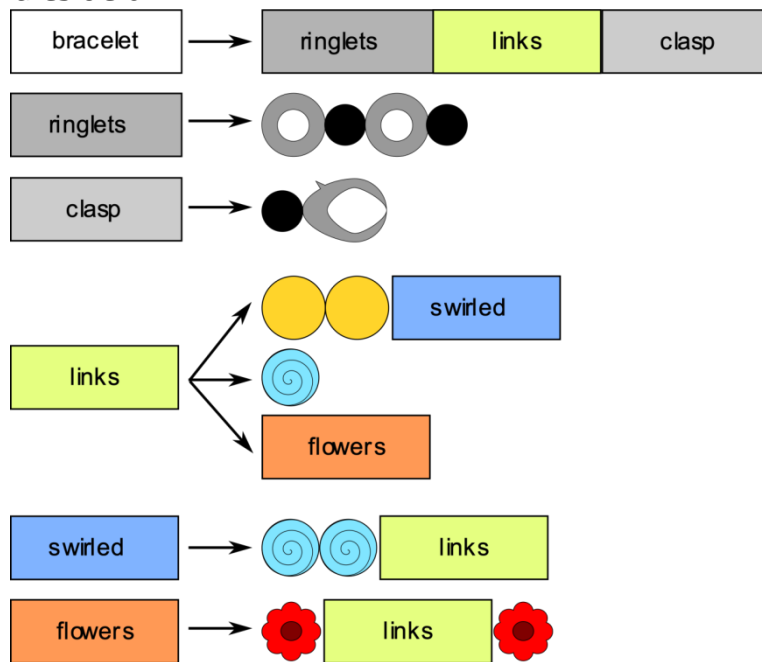 bracelet ringlets links clasp
ringlets
clasp
swirled
links
flowers
swirled links
flowers links